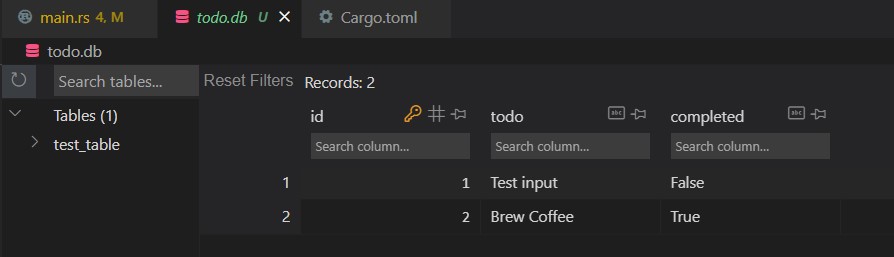 main.rs 4, M
todo.db U
Cargo.toml
todo.db
Search tables...
Reset Filters
Records: 2
Tables (1)
test_table
id
todo
completed
Search column...
Search column...
Search column...
1 1 Test input False
2 2 Brew Coffee True